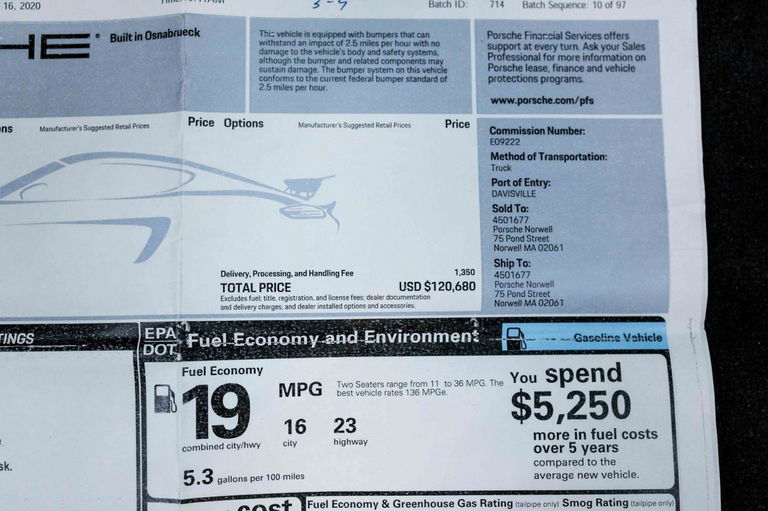 16, 2020
3-9
Batch ID: 714 Batch Sequence: 10 of 97
HE Built in Osnabrueck
This vehicle is equipped with bumpers that can
withstand an impact of 2.5 miles per hour with no
damage to the vehicle's body and safety systems,
although the bumper and related components may
sustain damage. The bumper system on this vehicle
conforms to the current federal bumper standard of
2.5 miles per hour.
Porsche Financial Services offers
support at every turn. Ask your Sales
Professional for more information on
Porsche lease, finance and vehicle
protections programs.
www.porsche.com/pfs
ns Manufacturer's Suggested Retail Prices Price Options Manufacturer's Suggested Retail Prices Price
Commission Number:
E09222
Method of Transportation:
Truck
Port of Entry:
DAVISVILLE
Sold To:
4501677
Porsche Norwell
75 Pond Street
Norwell MA 02061
Ship To:
4501677
Porsche Norwell
75 Pond Street
Norwell MA 02061
Delivery, Processing, and Handling Fee 1,350
TOTAL PRICE USD $120,680
Excludes fuel; title, registration, and license fees; dealer documentation
and delivery charges; and dealer installed options and accessories.
TINGS
EPA
DOT
Fuel Economy and Environment
Gasoline Vehicle
Fuel Economy
19 MPG
combined city/hwy
16 23
city highway
5.3 gallons per 100 miles
Two Seaters range from 11 to 36 MPG. The
best vehicle rates 136 MPGe.
You spend
$5,250
more in fuel costs
over 5 years
compared to the
average new vehicle.
sk.
cost
Fuel Economy & Greenhouse Gas Rating (tailpipe only) Smog Rating (tailpipe only)